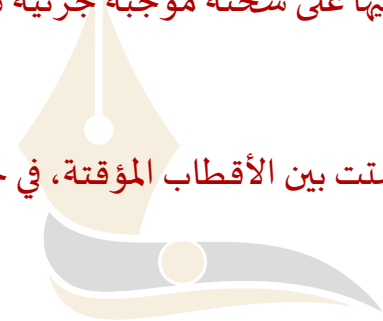 على شحنة موجبة جزئية
بين الأقطاب المؤقتة، في